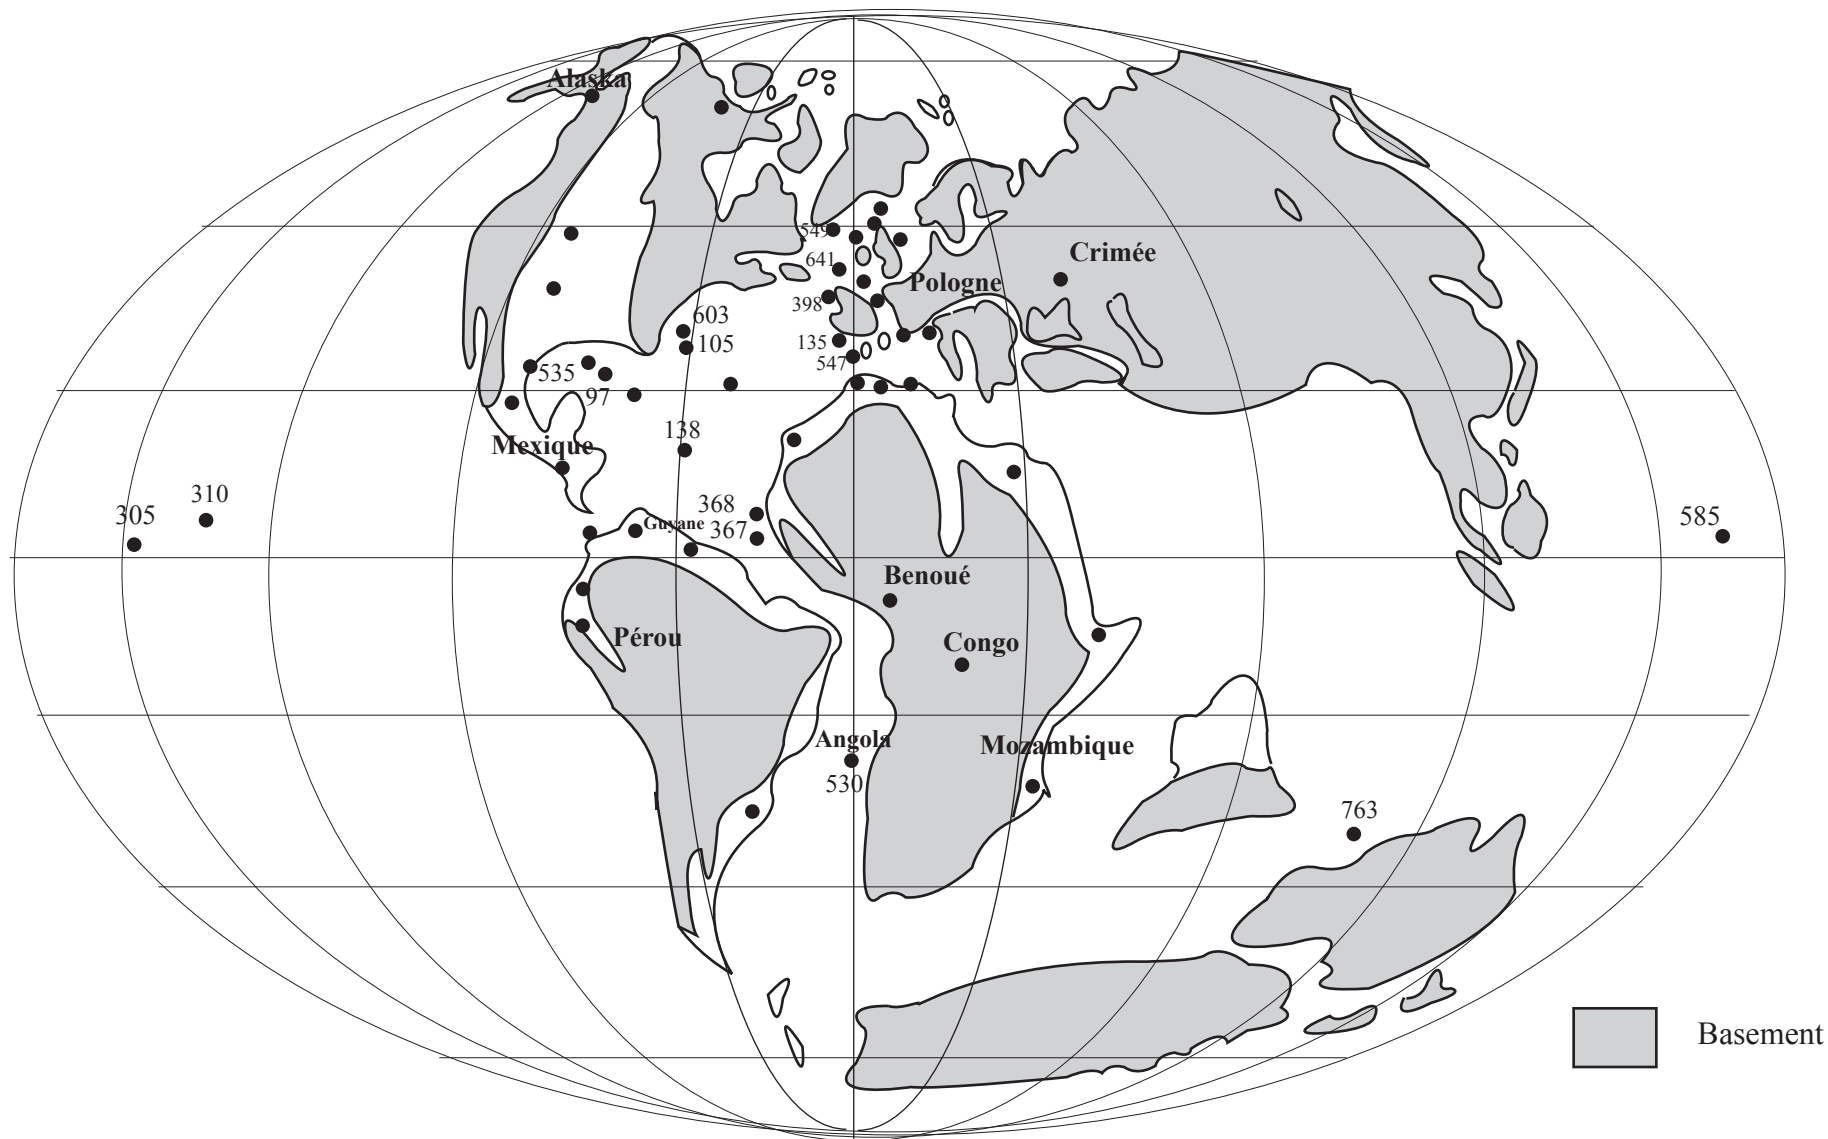 Alaska
549
641
Crimée
Pologne
398
603
135
105
547
535
97
138
Mexique
310
368
305
Guyane
367
585
Benoué
Pérou
Congo
Angola
Mozambique
530
763
Basement